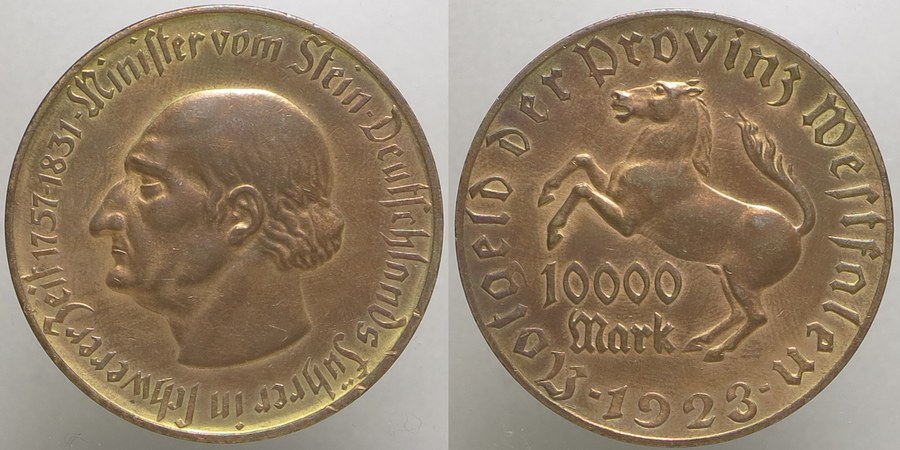 Minister vom Stein · Deutschlands Führer in schwerer Zeit 1757-1831 ·
Notgeld der Provinz Westfalen
10000
Mark
· 1923 ·